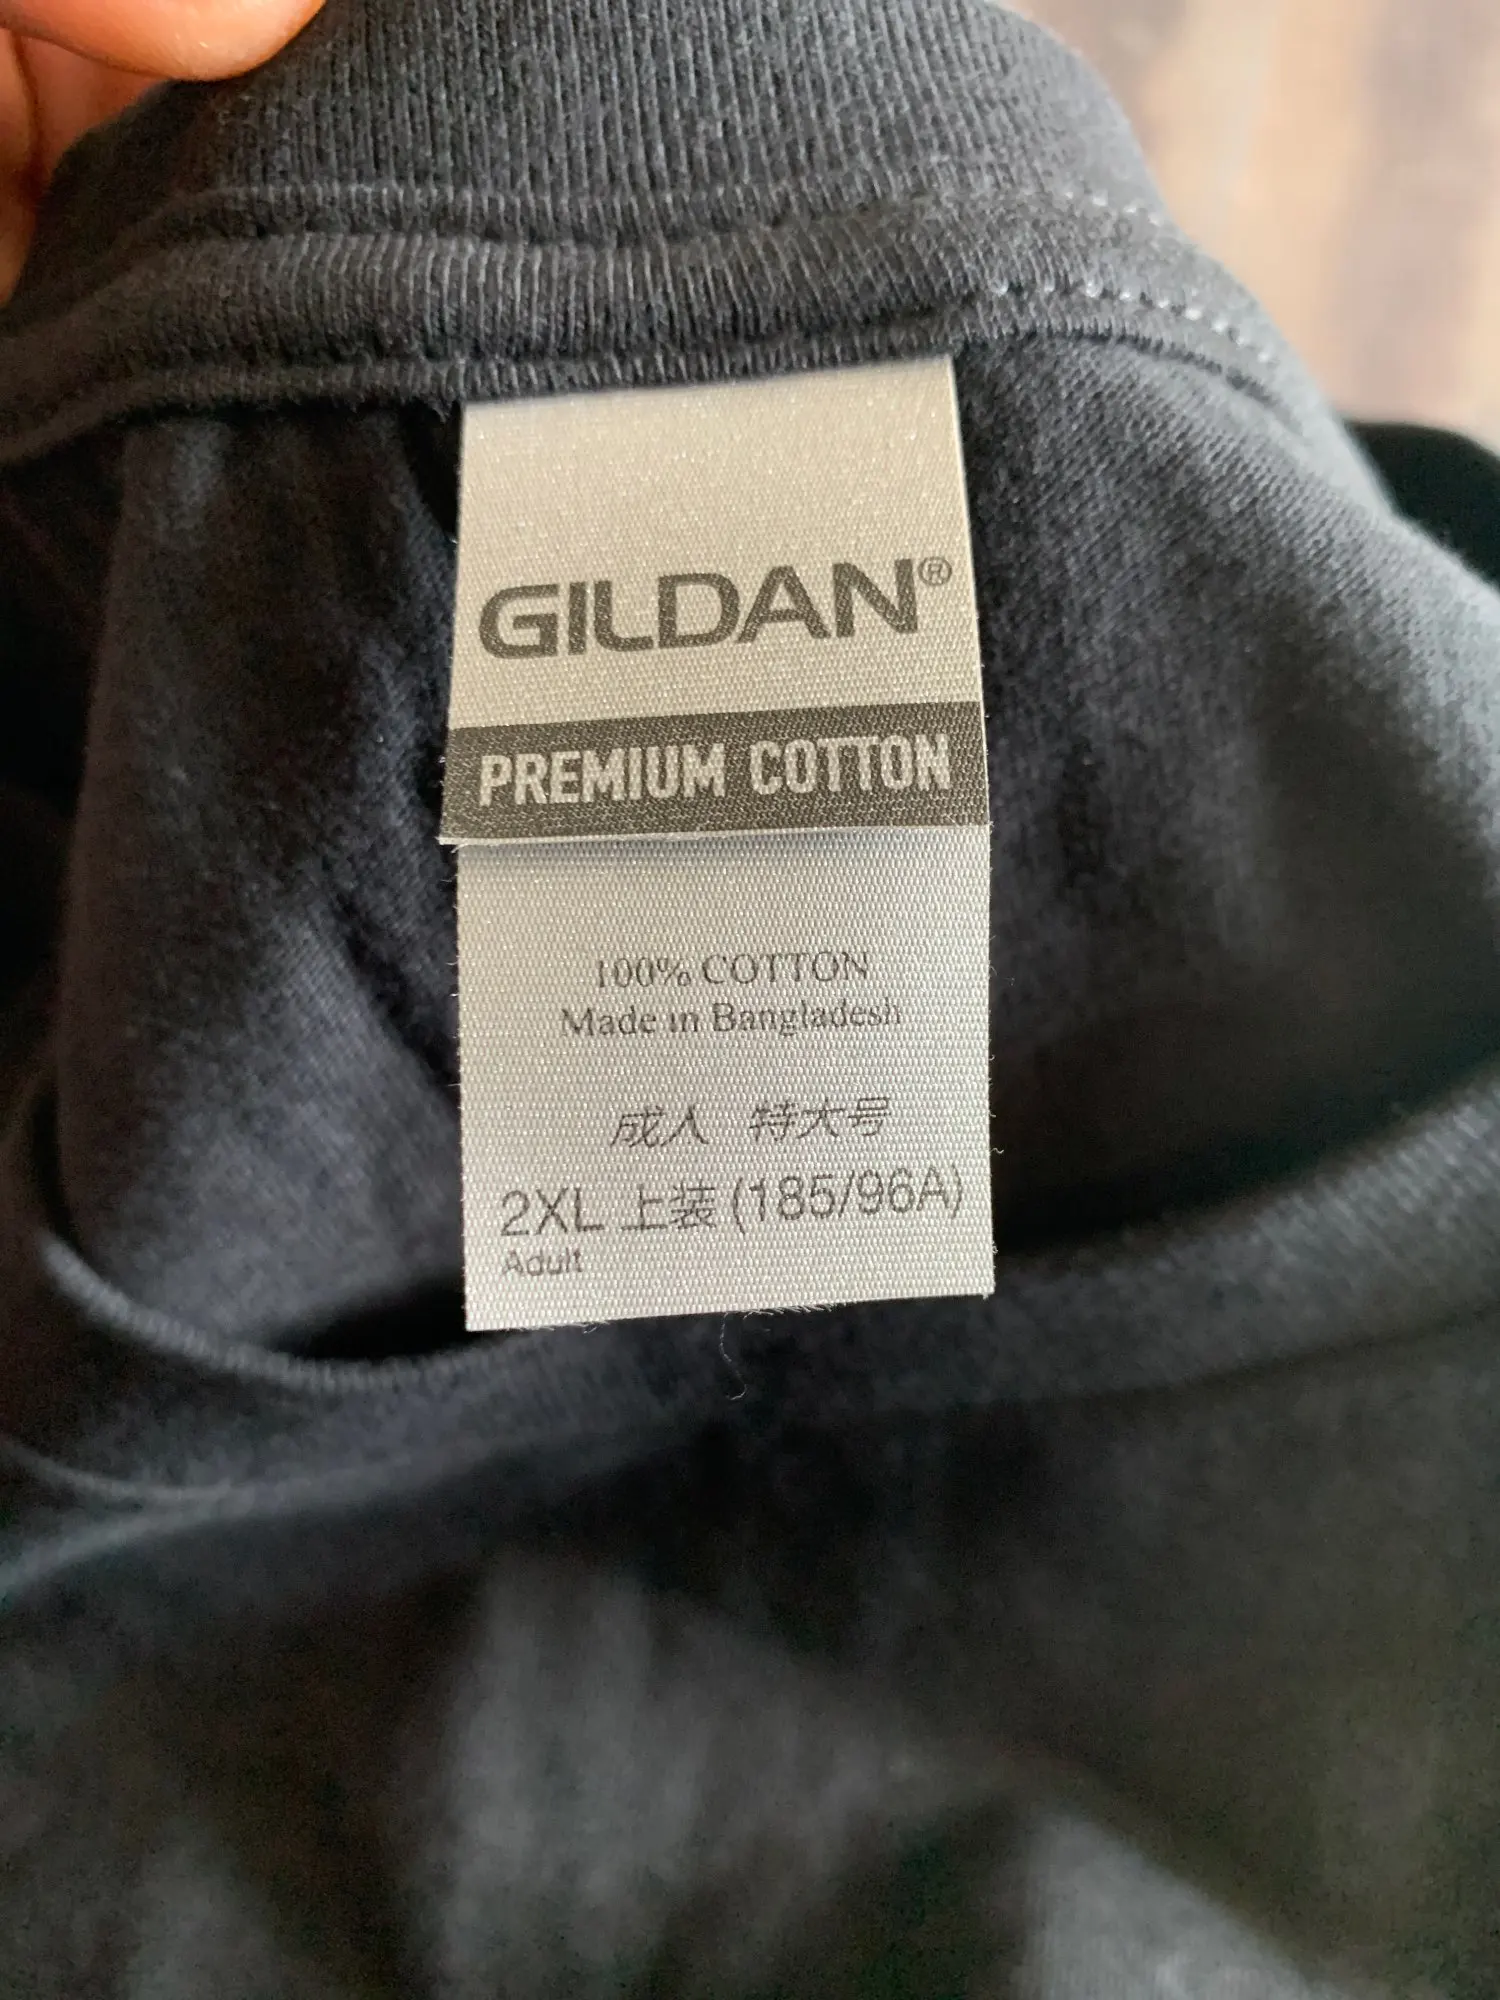 GILDAN®
PREMIUM COTTON
100% COTTON
Made in Bangladesh
成人 特大号
2XL 上装 (185/96A)
Adult